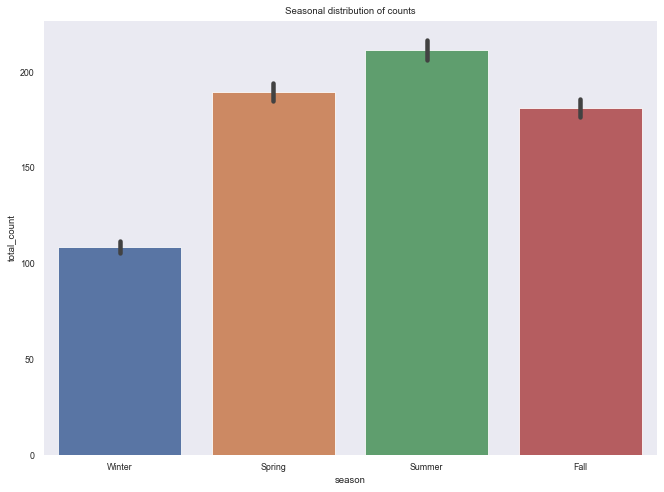 Seasonal distribution of counts
total_count
200
150
100
50
0
Winter Spring Summer Fall
season